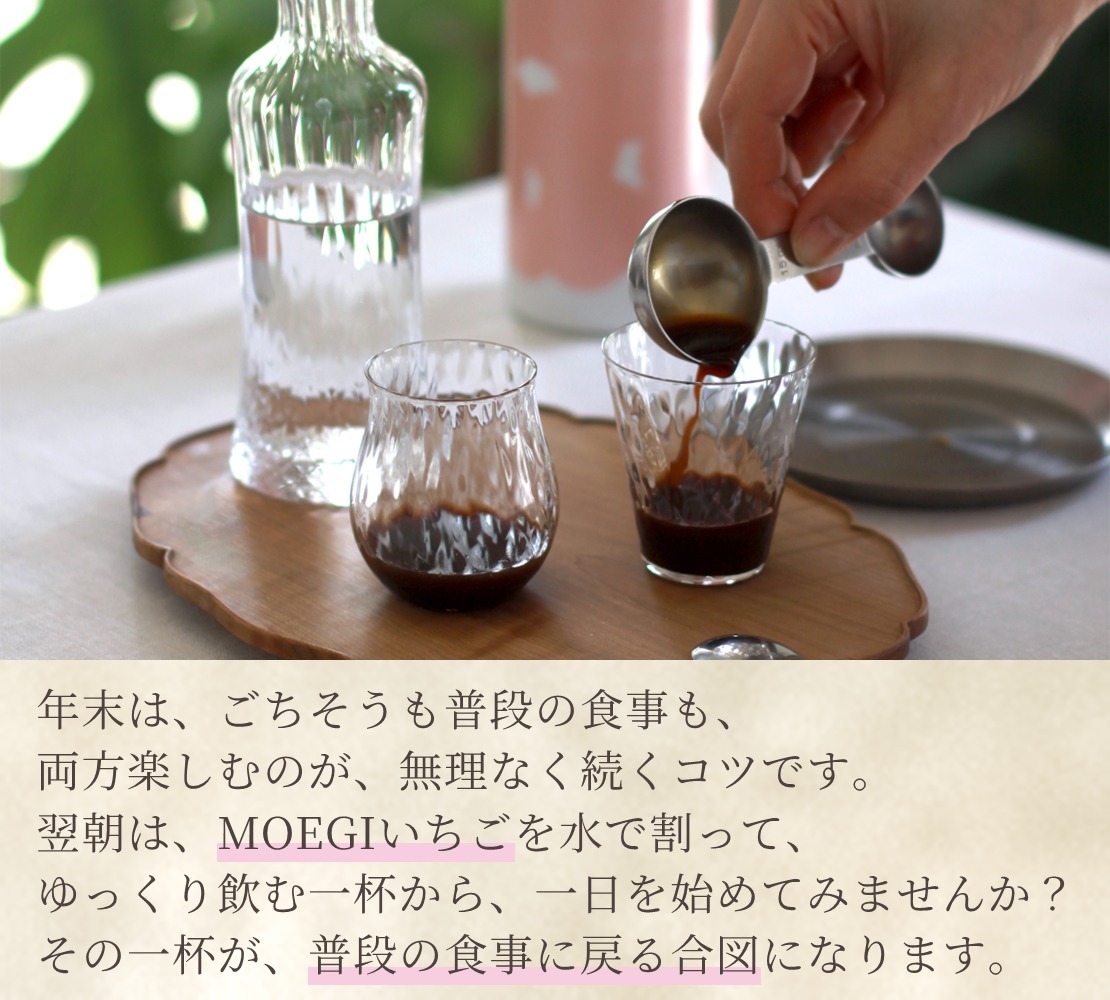 年末は、ごちそうも普段の食事も、
両方楽しむのが、無理なく続くコツです。
翌朝は、MOEGIいちごを水で割って、
ゆっくり飲む一杯から、一日を始めてみませんか？
その一杯が、普段の食事に戻る合図になります。